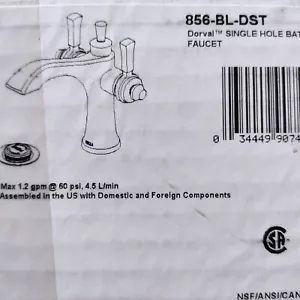 856-BL-DST
Dorval™ SINGLE HOLE BAT
FAUCET
0 34449 9074
Max 1.2 gpm @ 60 psi, 4.5 L/min
Assembled in the US with Domestic and Foreign Components
NSF/ANSI/CAN